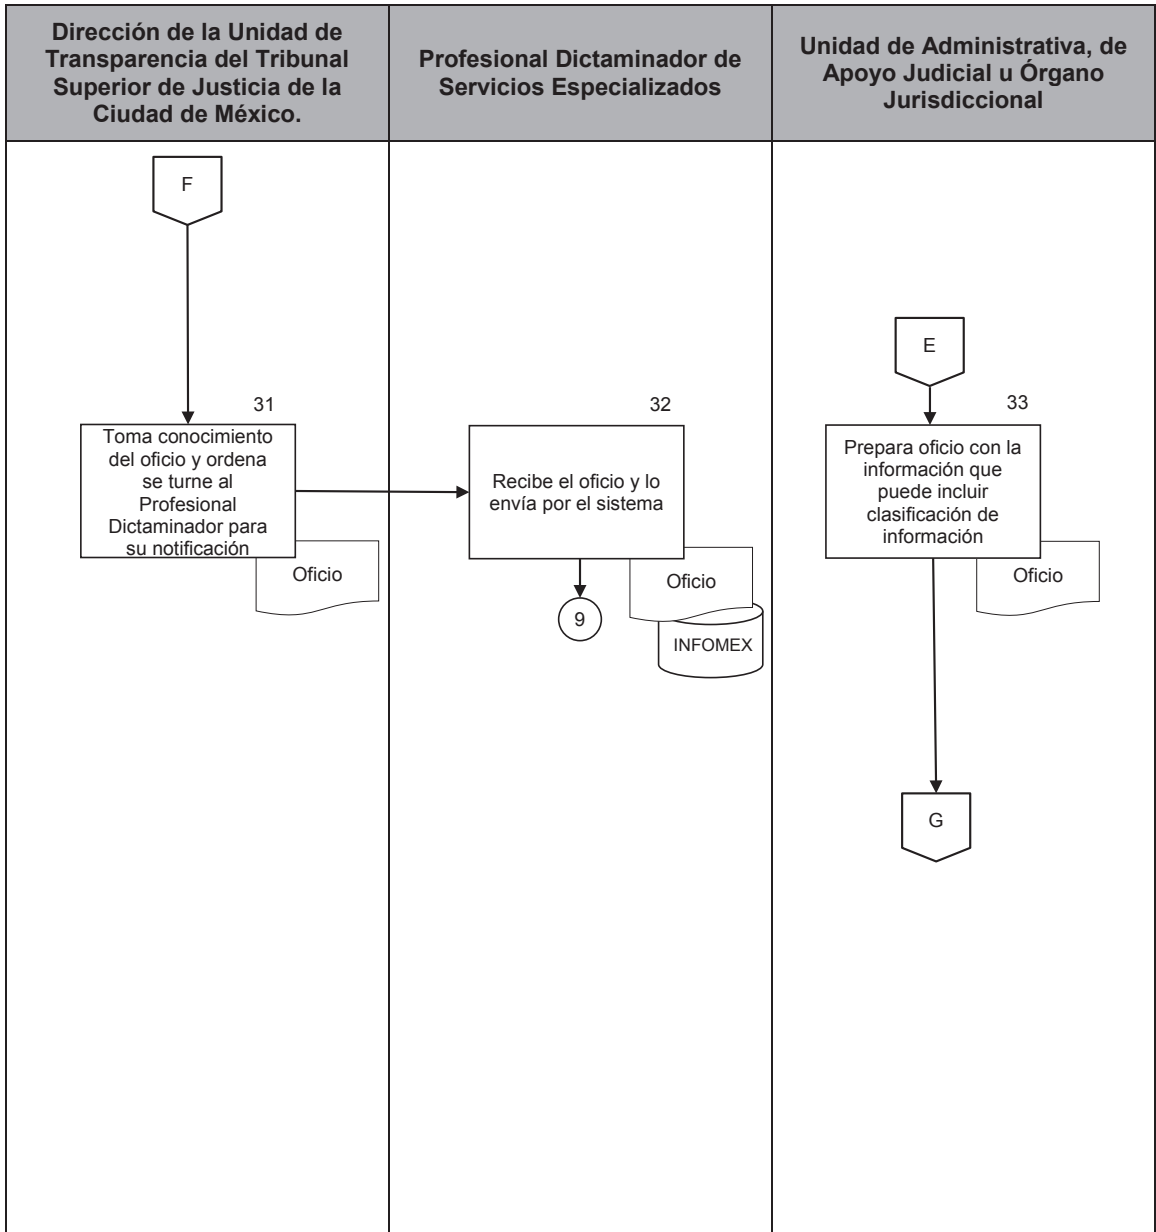 Dirección de la Unidad de
Transparencia del Tribunal
Superior de Justicia de la
Ciudad de México.
Profesional Dictaminador de
Servicios Especializados
Unidad de Administrativa, de
Apoyo Judicial u Órgano
Jurisdiccional
F
31
Toma conocimiento
del oficio y ordena
se turne al
Profesional
Dictaminador para
su notificación
Oficio
32
Recibe el oficio y lo
envía por el sistema
Oficio
INFOMEX
9
E
33
Prepara oficio con la
información que
puede incluir
clasificación de
información
Oficio
G